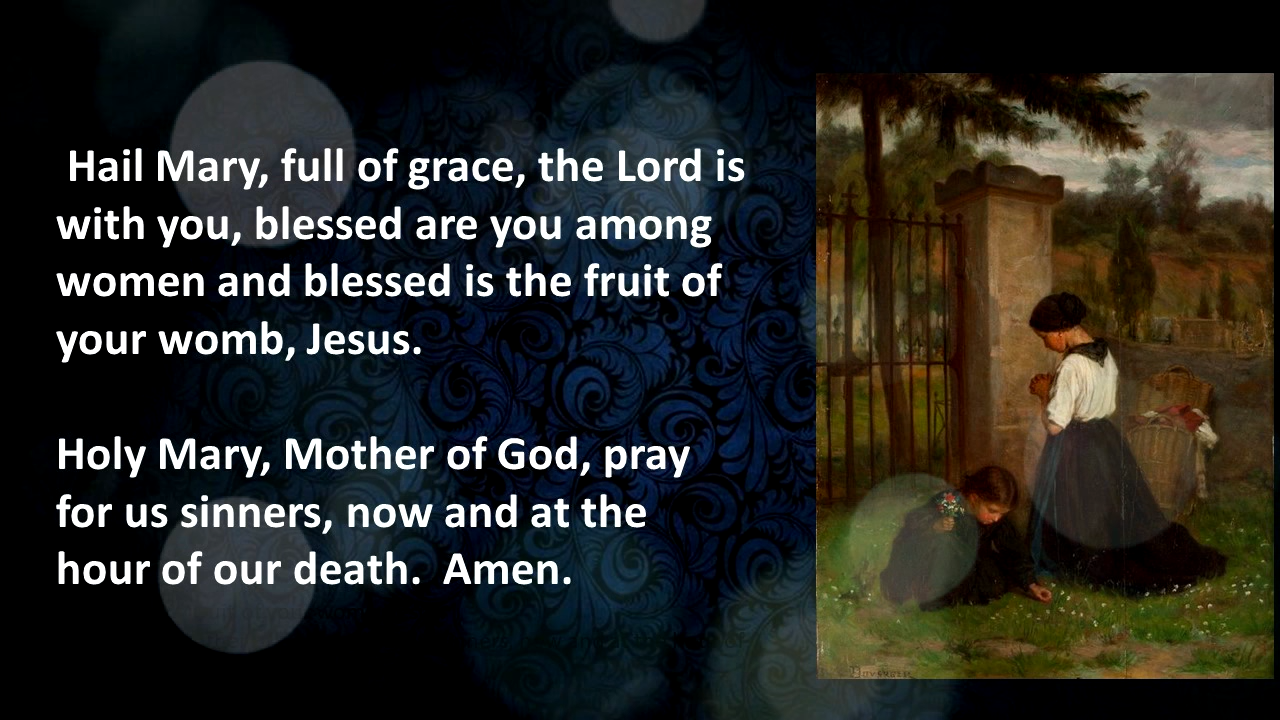 Hail Mary, full of grace, the Lord is
with you, blessed are you among
women and blessed is the fruit of
your womb, Jesus.
Holy Mary, Mother of God, pray
for us sinners, now and at the
hour of our death.  Amen.